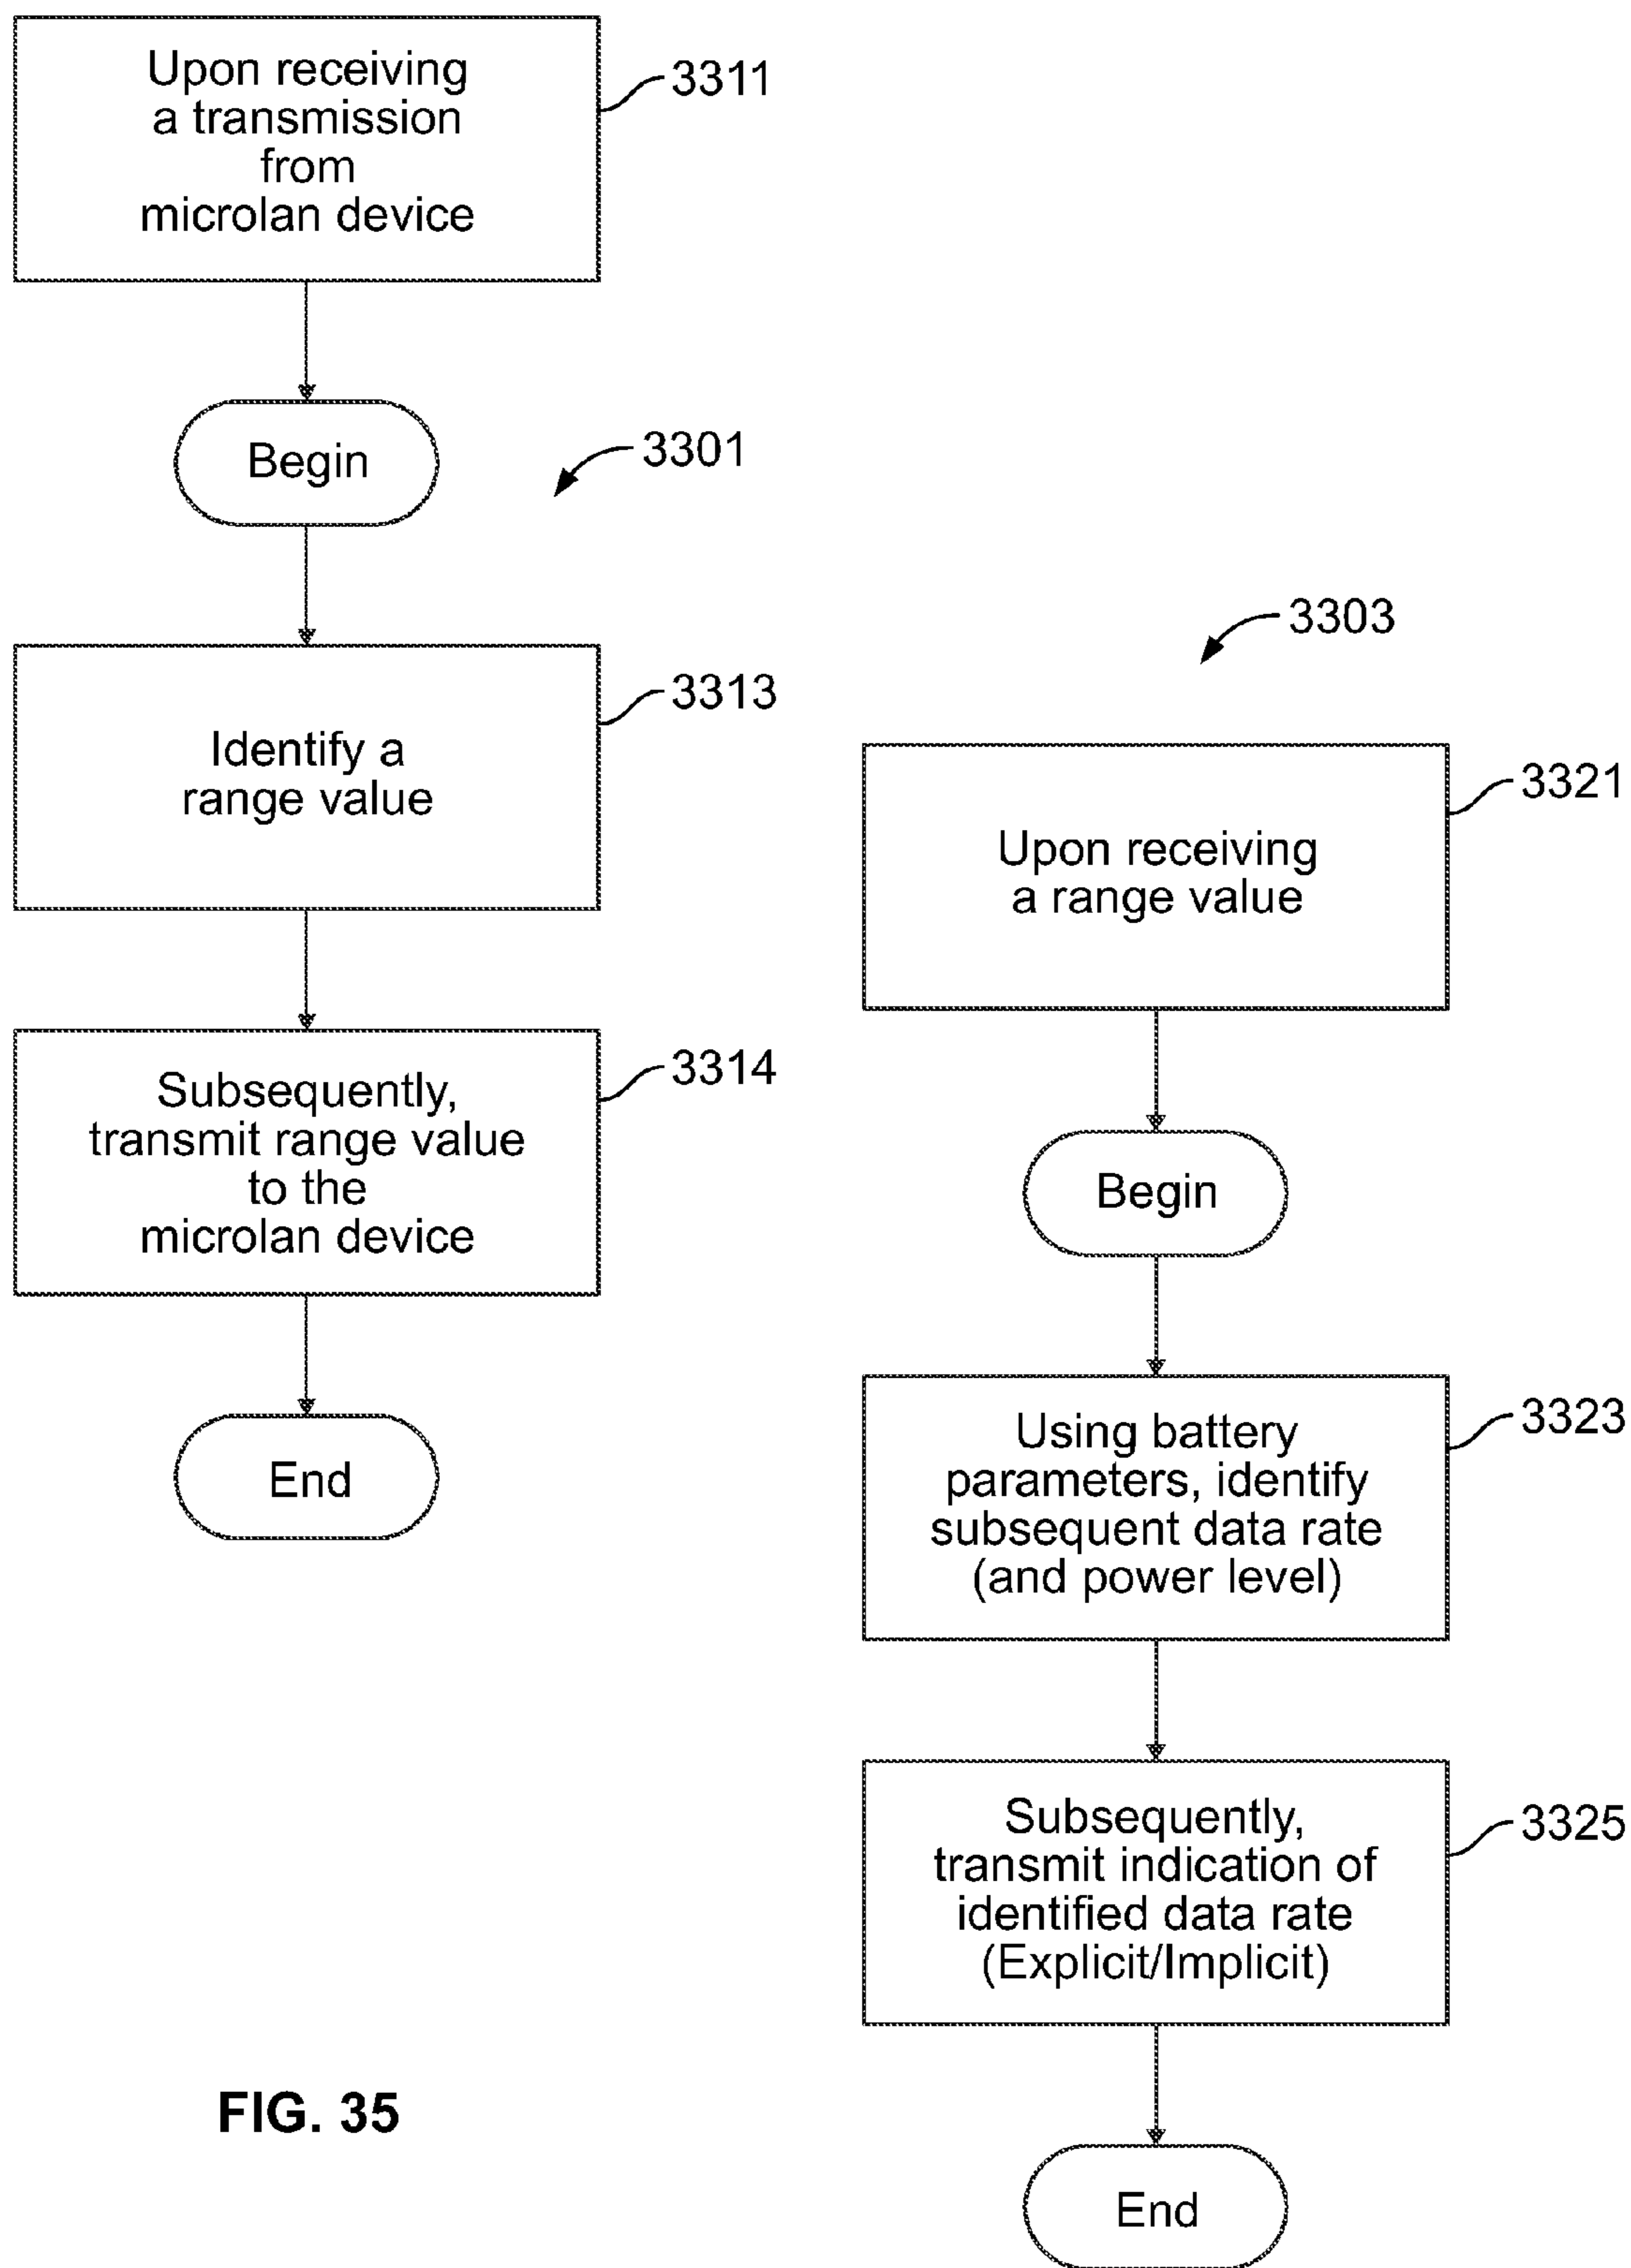 Upon receiving
a transmission
from
microlan device
3311
Begin
3301
Identify a
range value
3313
Subsequently,
transmit range value
to the
microlan device
3314
End
3303
Upon receiving
a range value
3321
Begin
Using battery
parameters, identify
subsequent data rate
(and power level)
3323
Subsequently,
transmit indication of
identified data rate
(Explicit/Implicit)
3325
End
FIG. 35